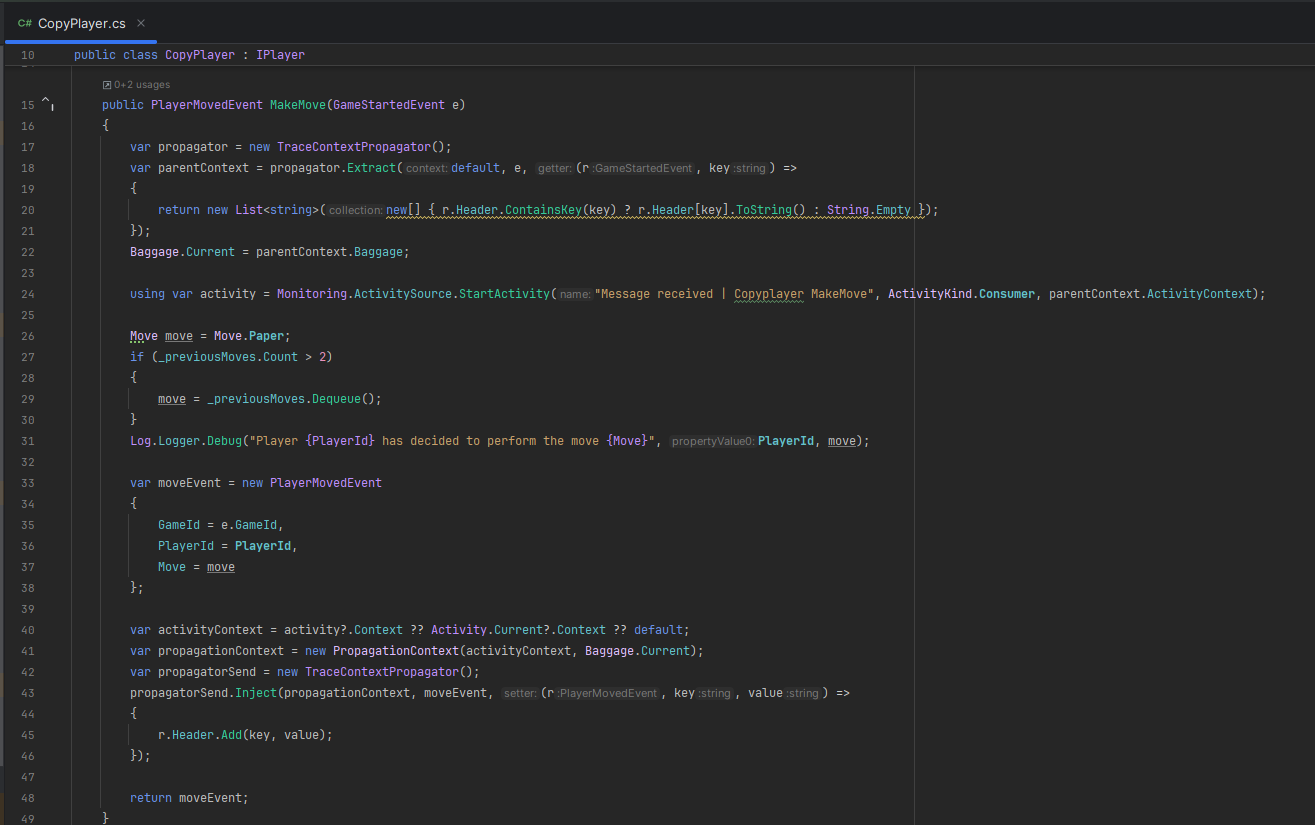 C# CopyPlayer.cs ×
10 public class CopyPlayer : IPlayer
0+2 usages
15 public PlayerMovedEvent MakeMove(GameStartedEvent e)
16 {
17 var propagator = new TraceContextPropagator();
18 var parentContext = propagator.Extract( context: default, e, getter: (r :GameStartedEvent , key :string ) =>
19 {
20 return new List<string>( collection: new[] { r.Header.ContainsKey(key) ? r.Header[key].ToString() : String.Empty });
21 });
22 Baggage.Current = parentContext.Baggage;
23
24 using var activity = Monitoring.ActivitySource.StartActivity( name: "Message received | Copyplayer MakeMove", ActivityKind.Consumer, parentContext.ActivityContext);
25
26 Move move = Move.Paper;
27 if (_previousMoves.Count > 2)
28 {
29 move = _previousMoves.Dequeue();
30 }
31 Log.Logger.Debug("Player {PlayerId} has decided to perform the move {Move}", propertyValue0: PlayerId, move);
32
33 var moveEvent = new PlayerMovedEvent
34 {
35 GameId = e.GameId,
36 PlayerId = PlayerId,
37 Move = move
38 };
39
40 var activityContext = activity?.Context ?? Activity.Current?.Context ?? default;
41 var propagationContext = new PropagationContext(activityContext, Baggage.Current);
42 var propagatorSend = new TraceContextPropagator();
43 propagatorSend.Inject(propagationContext, moveEvent, setter: (r :PlayerMovedEvent , key :string , value :string ) =>
44 {
45 r.Header.Add(key, value);
46 });
47
48 return moveEvent;
49 }